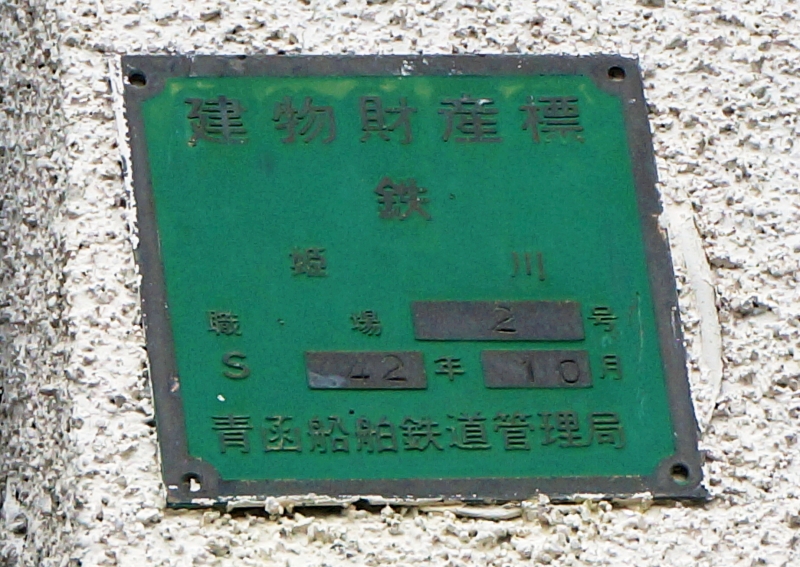 建物財産標
鉄
姫川
職場 2 号
S 42 年 10 月
青函船舶鉄道管理局